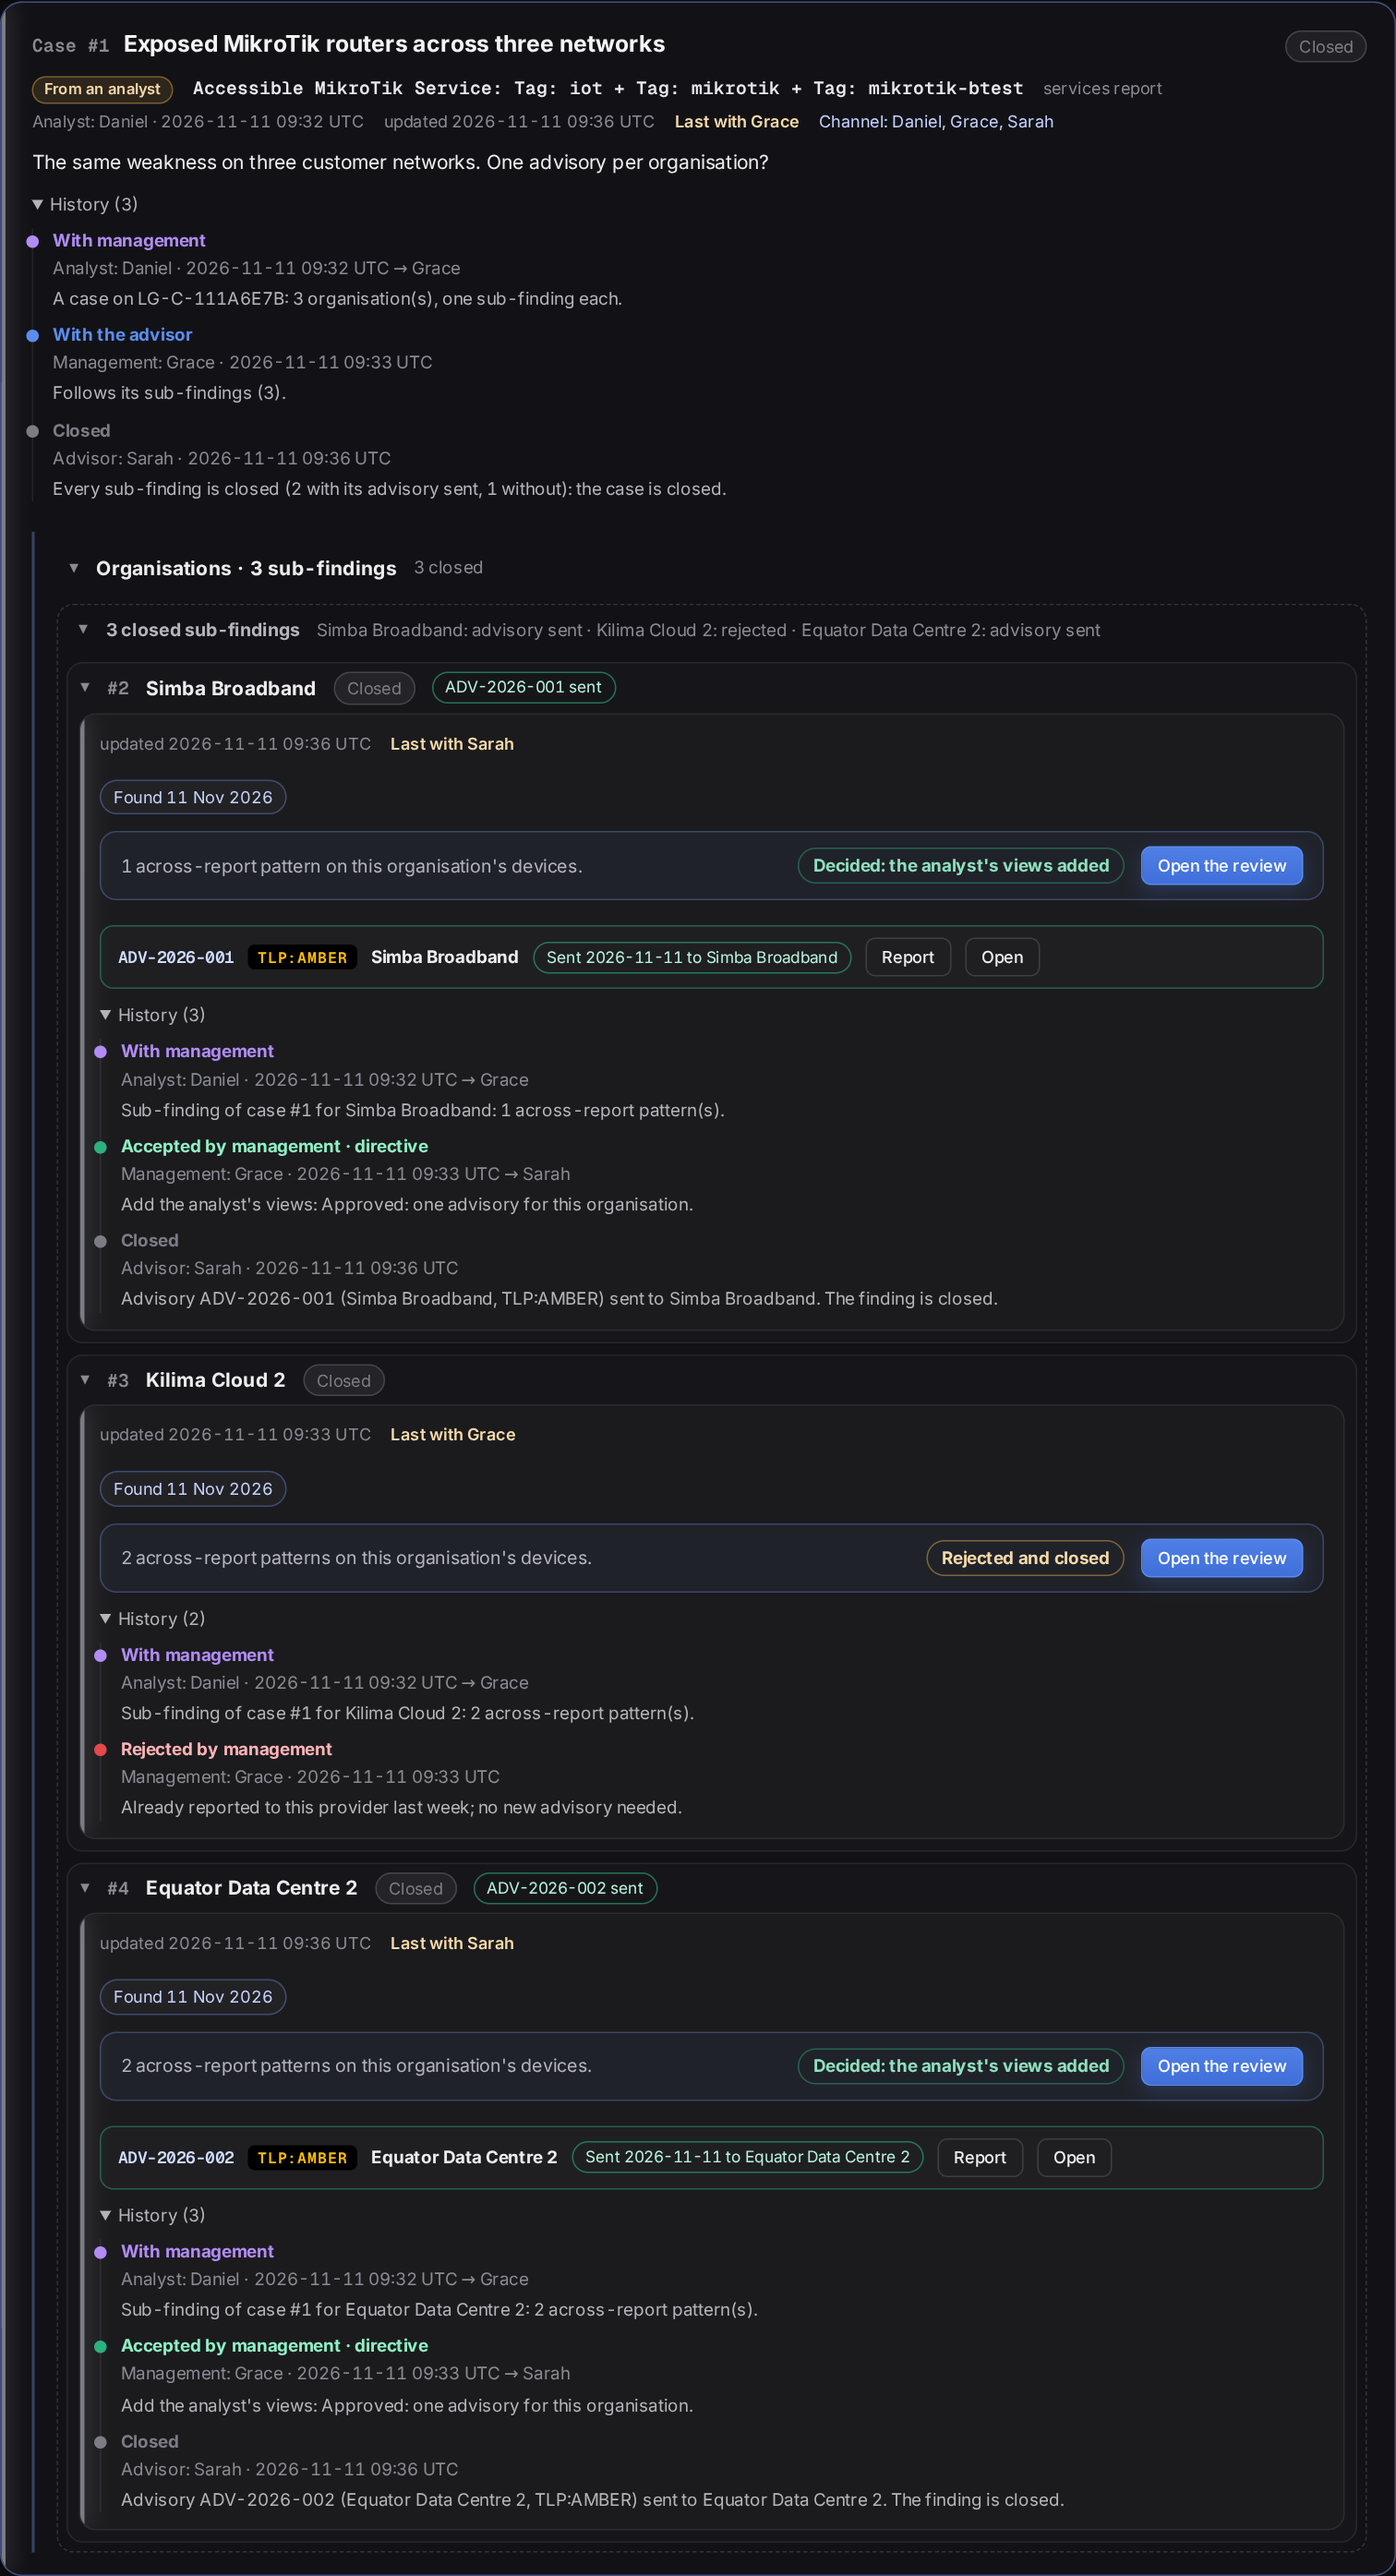 Case #1 Exposed MikroTik routers across three networks Closed
From an analyst Accessible MikroTik Service: Tag: iot + Tag: mikrotik + Tag: mikrotik-btest services report
Analyst: Daniel · 2026-11-11 09:32 UTC updated 2026-11-11 09:36 UTC Last with Grace Channel: Daniel, Grace, Sarah
The same weakness on three customer networks. One advisory per organisation?
▼ History (3)
With management
Analyst: Daniel · 2026-11-11 09:32 UTC → Grace
A case on LG-C-111A6E7B: 3 organisation(s), one sub-finding each.
With the advisor
Management: Grace · 2026-11-11 09:33 UTC
Follows its sub-findings (3).
Closed
Advisor: Sarah · 2026-11-11 09:36 UTC
Every sub-finding is closed (2 with its advisory sent, 1 without): the case is closed.
▼ Organisations · 3 sub-findings 3 closed
▼ 3 closed sub-findings Simba Broadband: advisory sent · Kilima Cloud 2: rejected · Equator Data Centre 2: advisory sent
▼ #2 Simba Broadband Closed ADV-2026-001 sent
updated 2026-11-11 09:36 UTC Last with Sarah
Found 11 Nov 2026
1 across-report pattern on this organisation's devices. Decided: the analyst's views added Open the review
ADV-2026-001 TLP:AMBER Simba Broadband Sent 2026-11-11 to Simba Broadband Report Open
▼ History (3)
With management
Analyst: Daniel · 2026-11-11 09:32 UTC → Grace
Sub-finding of case #1 for Simba Broadband: 1 across-report pattern(s).
Accepted by management · directive
Management: Grace · 2026-11-11 09:33 UTC → Sarah
Add the analyst's views: Approved: one advisory for this organisation.
Closed
Advisor: Sarah · 2026-11-11 09:36 UTC
Advisory ADV-2026-001 (Simba Broadband, TLP:AMBER) sent to Simba Broadband. The finding is closed.
▼ #3 Kilima Cloud 2 Closed
updated 2026-11-11 09:33 UTC Last with Grace
Found 11 Nov 2026
2 across-report patterns on this organisation's devices. Rejected and closed Open the review
▼ History (2)
With management
Analyst: Daniel · 2026-11-11 09:32 UTC → Grace
Sub-finding of case #1 for Kilima Cloud 2: 2 across-report pattern(s).
Rejected by management
Management: Grace · 2026-11-11 09:33 UTC
Already reported to this provider last week; no new advisory needed.
▼ #4 Equator Data Centre 2 Closed ADV-2026-002 sent
updated 2026-11-11 09:36 UTC Last with Sarah
Found 11 Nov 2026
2 across-report patterns on this organisation's devices. Decided: the analyst's views added Open the review
ADV-2026-002 TLP:AMBER Equator Data Centre 2 Sent 2026-11-11 to Equator Data Centre 2 Report Open
▼ History (3)
With management
Analyst: Daniel · 2026-11-11 09:32 UTC → Grace
Sub-finding of case #1 for Equator Data Centre 2: 2 across-report pattern(s).
Accepted by management · directive
Management: Grace · 2026-11-11 09:33 UTC → Sarah
Add the analyst's views: Approved: one advisory for this organisation.
Closed
Advisor: Sarah · 2026-11-11 09:36 UTC
Advisory ADV-2026-002 (Equator Data Centre 2, TLP:AMBER) sent to Equator Data Centre 2. The finding is closed.